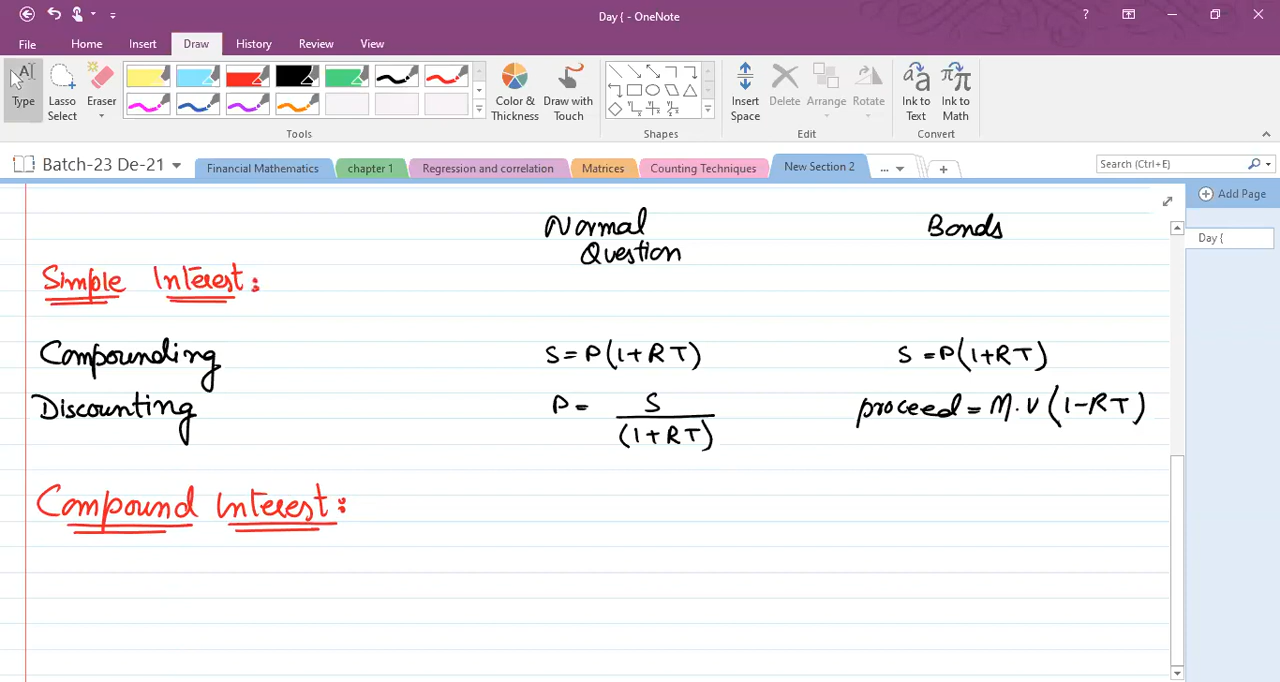 Day { - OneNote
?
File Home Insert Draw History Review View
Type
Lasso Select
Eraser
Color & Thickness
Draw with Touch
Insert Space
Delete
Arrange
Rotate
Ink to Text
Ink to Math
Tools
Shapes
Edit
Convert
Batch-23 De-21
Financial Mathematics
chapter 1
Regression and correlation
Matrices
Counting Techniques
New Section 2
...
Search (Ctrl+E)
Add Page
Day {
Normal Question
Bonds
Simple Interest:
Compounding S = P(1+RT) S = P(1+RT)
Discounting P = S/(1+RT) proceed = M.V(1-RT)
Compound Interest: